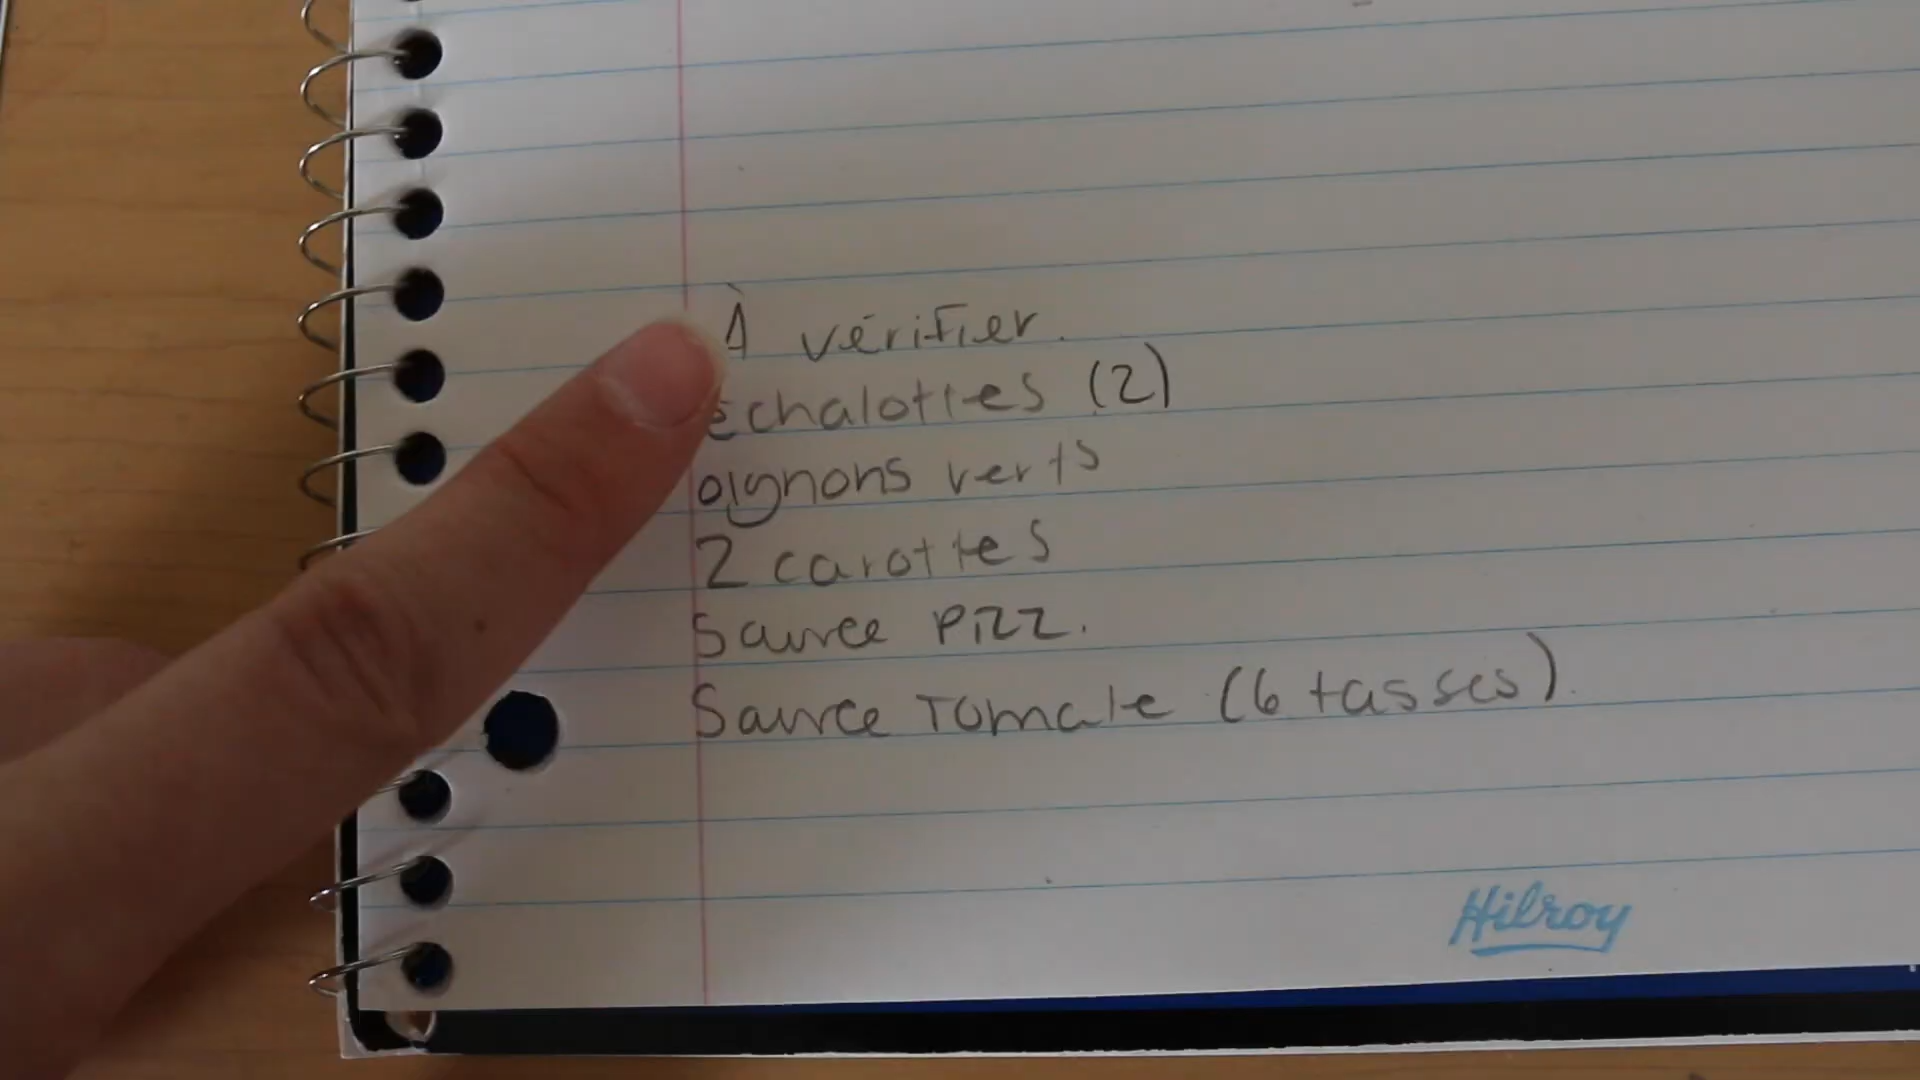 À vérifier.
échalottes (2)
oignons verts
2 carottes
Sauce Pizz.
Sauce Tomate (6 tasses).
Hilroy